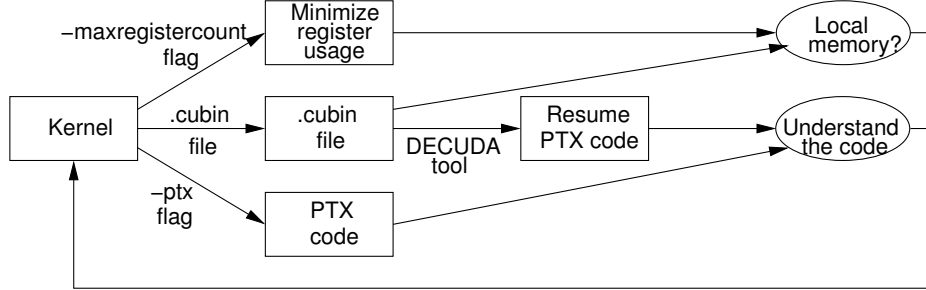 −maxregistercount
flag
Minimize
register
usage
Local
memory?
Kernel
.cubin
file
.cubin
file
DECUDA
tool
Resume
PTX code
Understand
the code
−ptx
flag
PTX
code